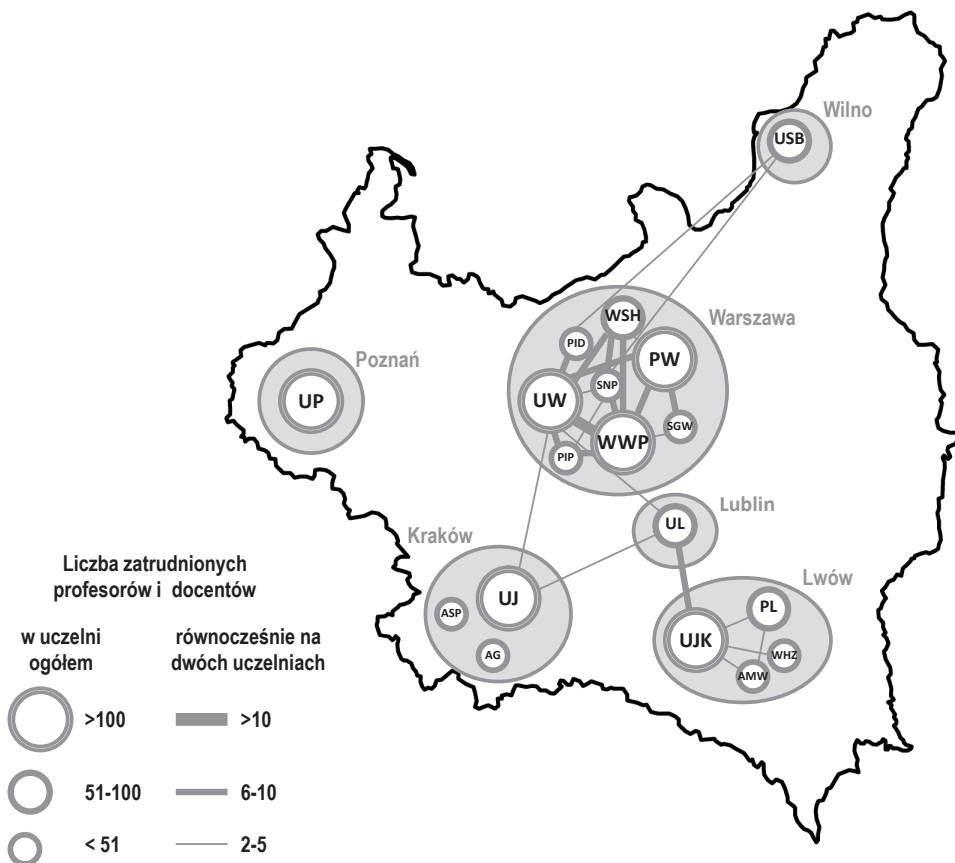 Wilno
USB
Warszawa
WSH
PID
PW
SNP
UW
SGW
WWP
PIP
Poznań
UP
Lublin
UL
Kraków
UJ
ASP
AG
Lwów
PL
UJK
WHZ
AMW
Liczba zatrudnionych
profesorów i docentów
w uczelni
ogółem
równocześnie na
dwóch uczelniach
>100
>10
51-100
6-10
< 51
2-5